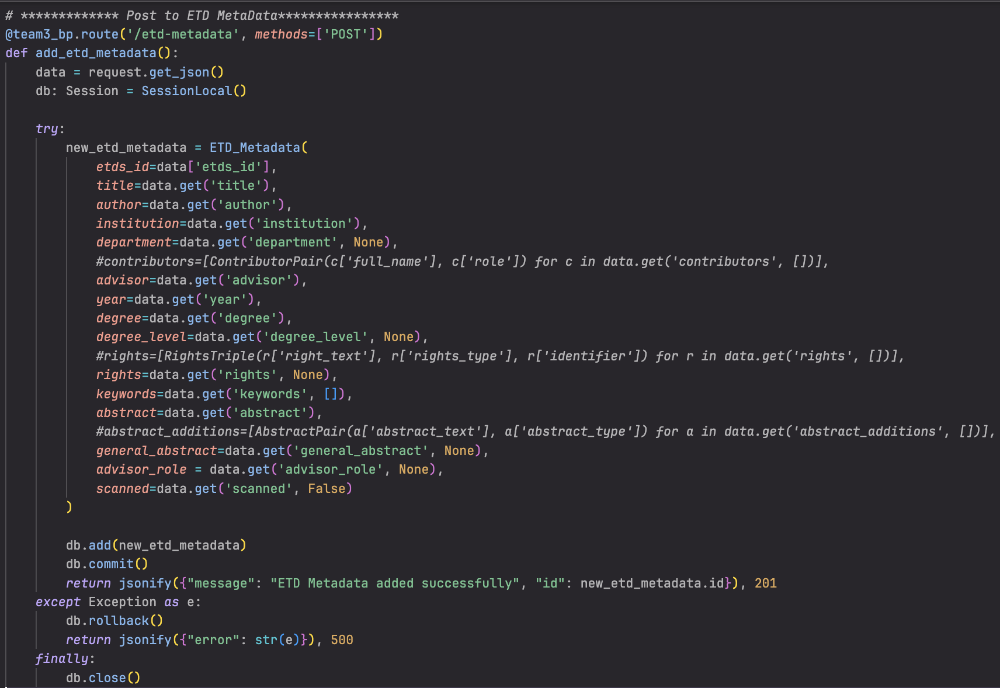 # ************* Post to ETD MetaData****************
@team3_bp.route('/etd-metadata', methods=['POST'])
def add_etd_metadata():
    data = request.get_json()
    db: Session = SessionLocal()

    try:
        new_etd_metadata = ETD_Metadata(
            etds_id=data['etds_id'],
            title=data.get('title'),
            author=data.get('author'),
            institution=data.get('institution'),
            department=data.get('department', None),
            #contributors=[ContributorPair(c['full_name'], c['role']) for c in data.get('contributors', [])],
            advisor=data.get('advisor'),
            year=data.get('year'),
            degree=data.get('degree'),
            degree_level=data.get('degree_level', None),
            #rights=[RightsTriple(r['right_text'], r['rights_type'], r['identifier']) for r in data.get('rights', [])],
            rights=data.get('rights', None),
            keywords=data.get('keywords', []),
            abstract=data.get('abstract'),
            #abstract_additions=[AbstractPair(a['abstract_text'], a['abstract_type']) for a in data.get('abstract_additions', [])],
            general_abstract=data.get('general_abstract', None),
            advisor_role = data.get('advisor_role', None),
            scanned=data.get('scanned', False)
        )

        db.add(new_etd_metadata)
        db.commit()
        return jsonify({"message": "ETD Metadata added successfully", "id": new_etd_metadata.id}), 201
    except Exception as e:
        db.rollback()
        return jsonify({"error": str(e)}), 500
    finally:
        db.close()